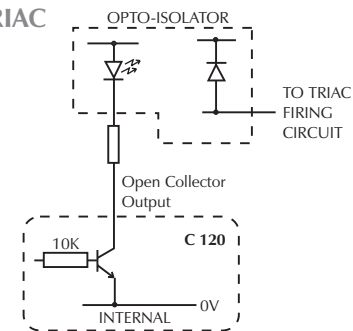 RIAC
OPTO-ISOLATOR
TO TRIAC
FIRING
CIRCUIT
Open Collector
Output
10K
C 120
0V
INTERNAL